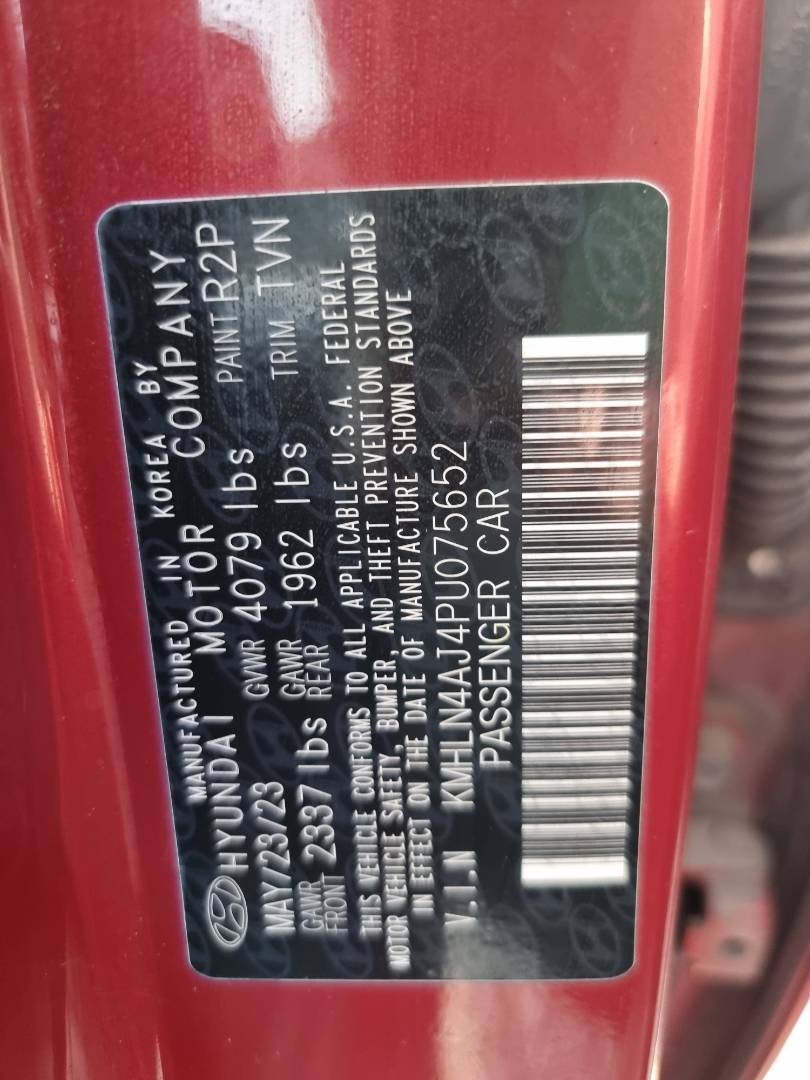 MANUFACTURED IN KOREA BY
HYUNDAI MOTOR COMPANY
MAY/23/23 GVWR 4079 lbs PAINT R2P
GAWR FRONT 2337 lbs GAWR REAR 1962 lbs TRIM TVN
THIS VEHICLE CONFORMS TO ALL APPLICABLE U.S.A. FEDERAL
MOTOR VEHICLE SAFETY, BUMPER, AND THEFT PREVENTION STANDARDS
IN EFFECT ON THE DATE OF MANUFACTURE SHOWN ABOVE
V.I.N KMHLN4AJ4PU075652
PASSENGER CAR